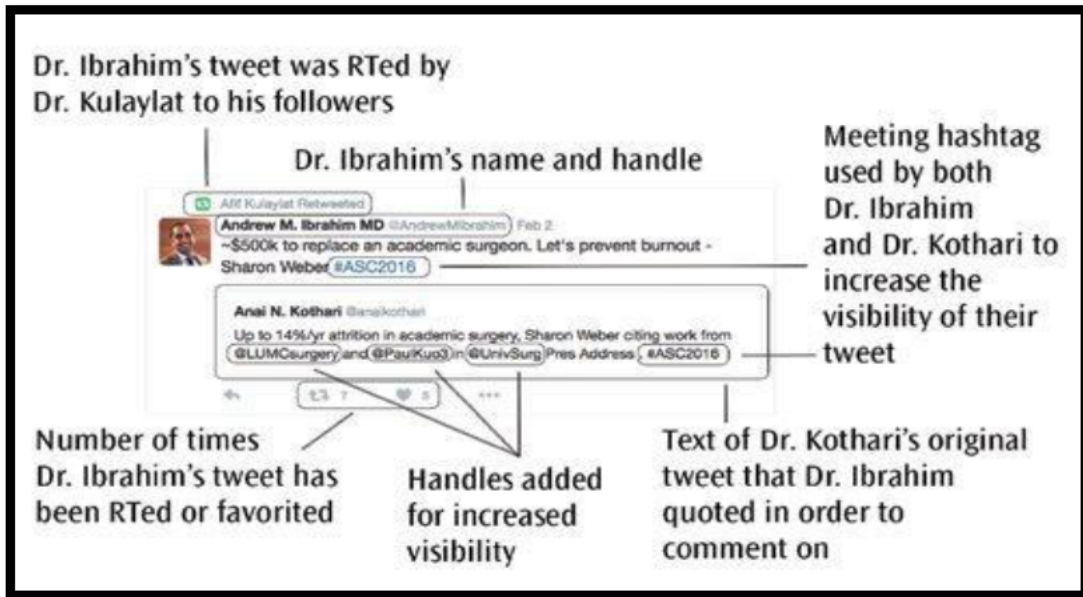 Dr. Ibrahim's tweet was RTed by
Dr. Kulaylat to his followers
Dr. Ibrahim's name and handle
Meeting hashtag
used by both
Dr. Ibrahim
and Dr. Kothari to
increase the
visibility of their
tweet
Afif Kulaylat Retweeted
Andrew M. Ibrahim MD @AndrewMIbrahim Feb 2
~$500k to replace an academic surgeon. Let's prevent burnout -
Sharon Weber #ASC2016
Anai N. Kothari @anaikothari
Up to 14%/yr attrition in academic surgery, Sharon Weber citing work from
@LUMCsurgery and @PaulKuo3 in @UnivSurg Pres Address , #ASC2016
7 5
Number of times
Dr. Ibrahim's tweet has
been RTed or favorited
Handles added
for increased
visibility
Text of Dr. Kothari's original
tweet that Dr. Ibrahim
quoted in order to
comment on